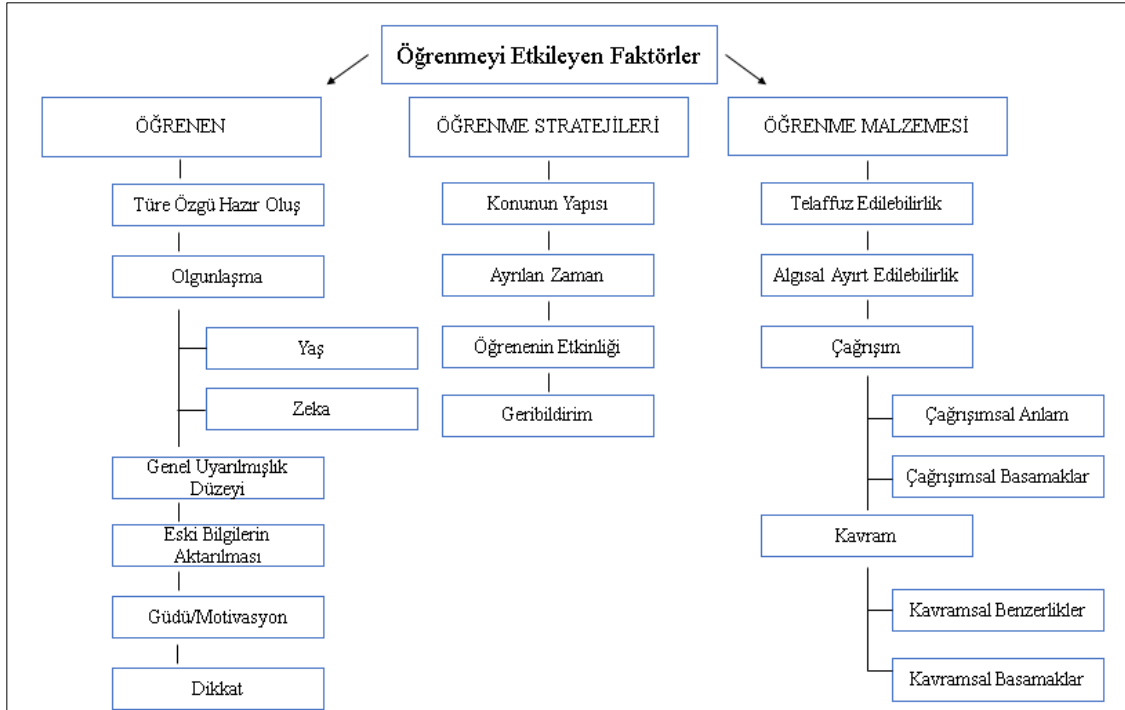 Öğrenmeyi Etkileyen Faktörler
ÖĞRENEN
Türe Özgü Hazır Oluş
Olgunlaşma
Yaş
Zeka
Genel Uyarılmışlık
Düzeyi
Eski Bilgilerin
Aktarılması
Güdü/Motivasyon
Dikkat
ÖĞRENME STRATEJİLERİ
Konunun Yapısı
Ayrılan Zaman
Öğrenenin Etkinliği
Geribildirim
ÖĞRENME MALZEMESİ
Telaffuz Edilebilirlik
Algısal Ayırt Edilebilirlik
Çağrışım
Çağrışımsal Anlam
Çağrışımsal Basamaklar
Kavram
Kavramsal Benzerlikler
Kavramsal Basamaklar